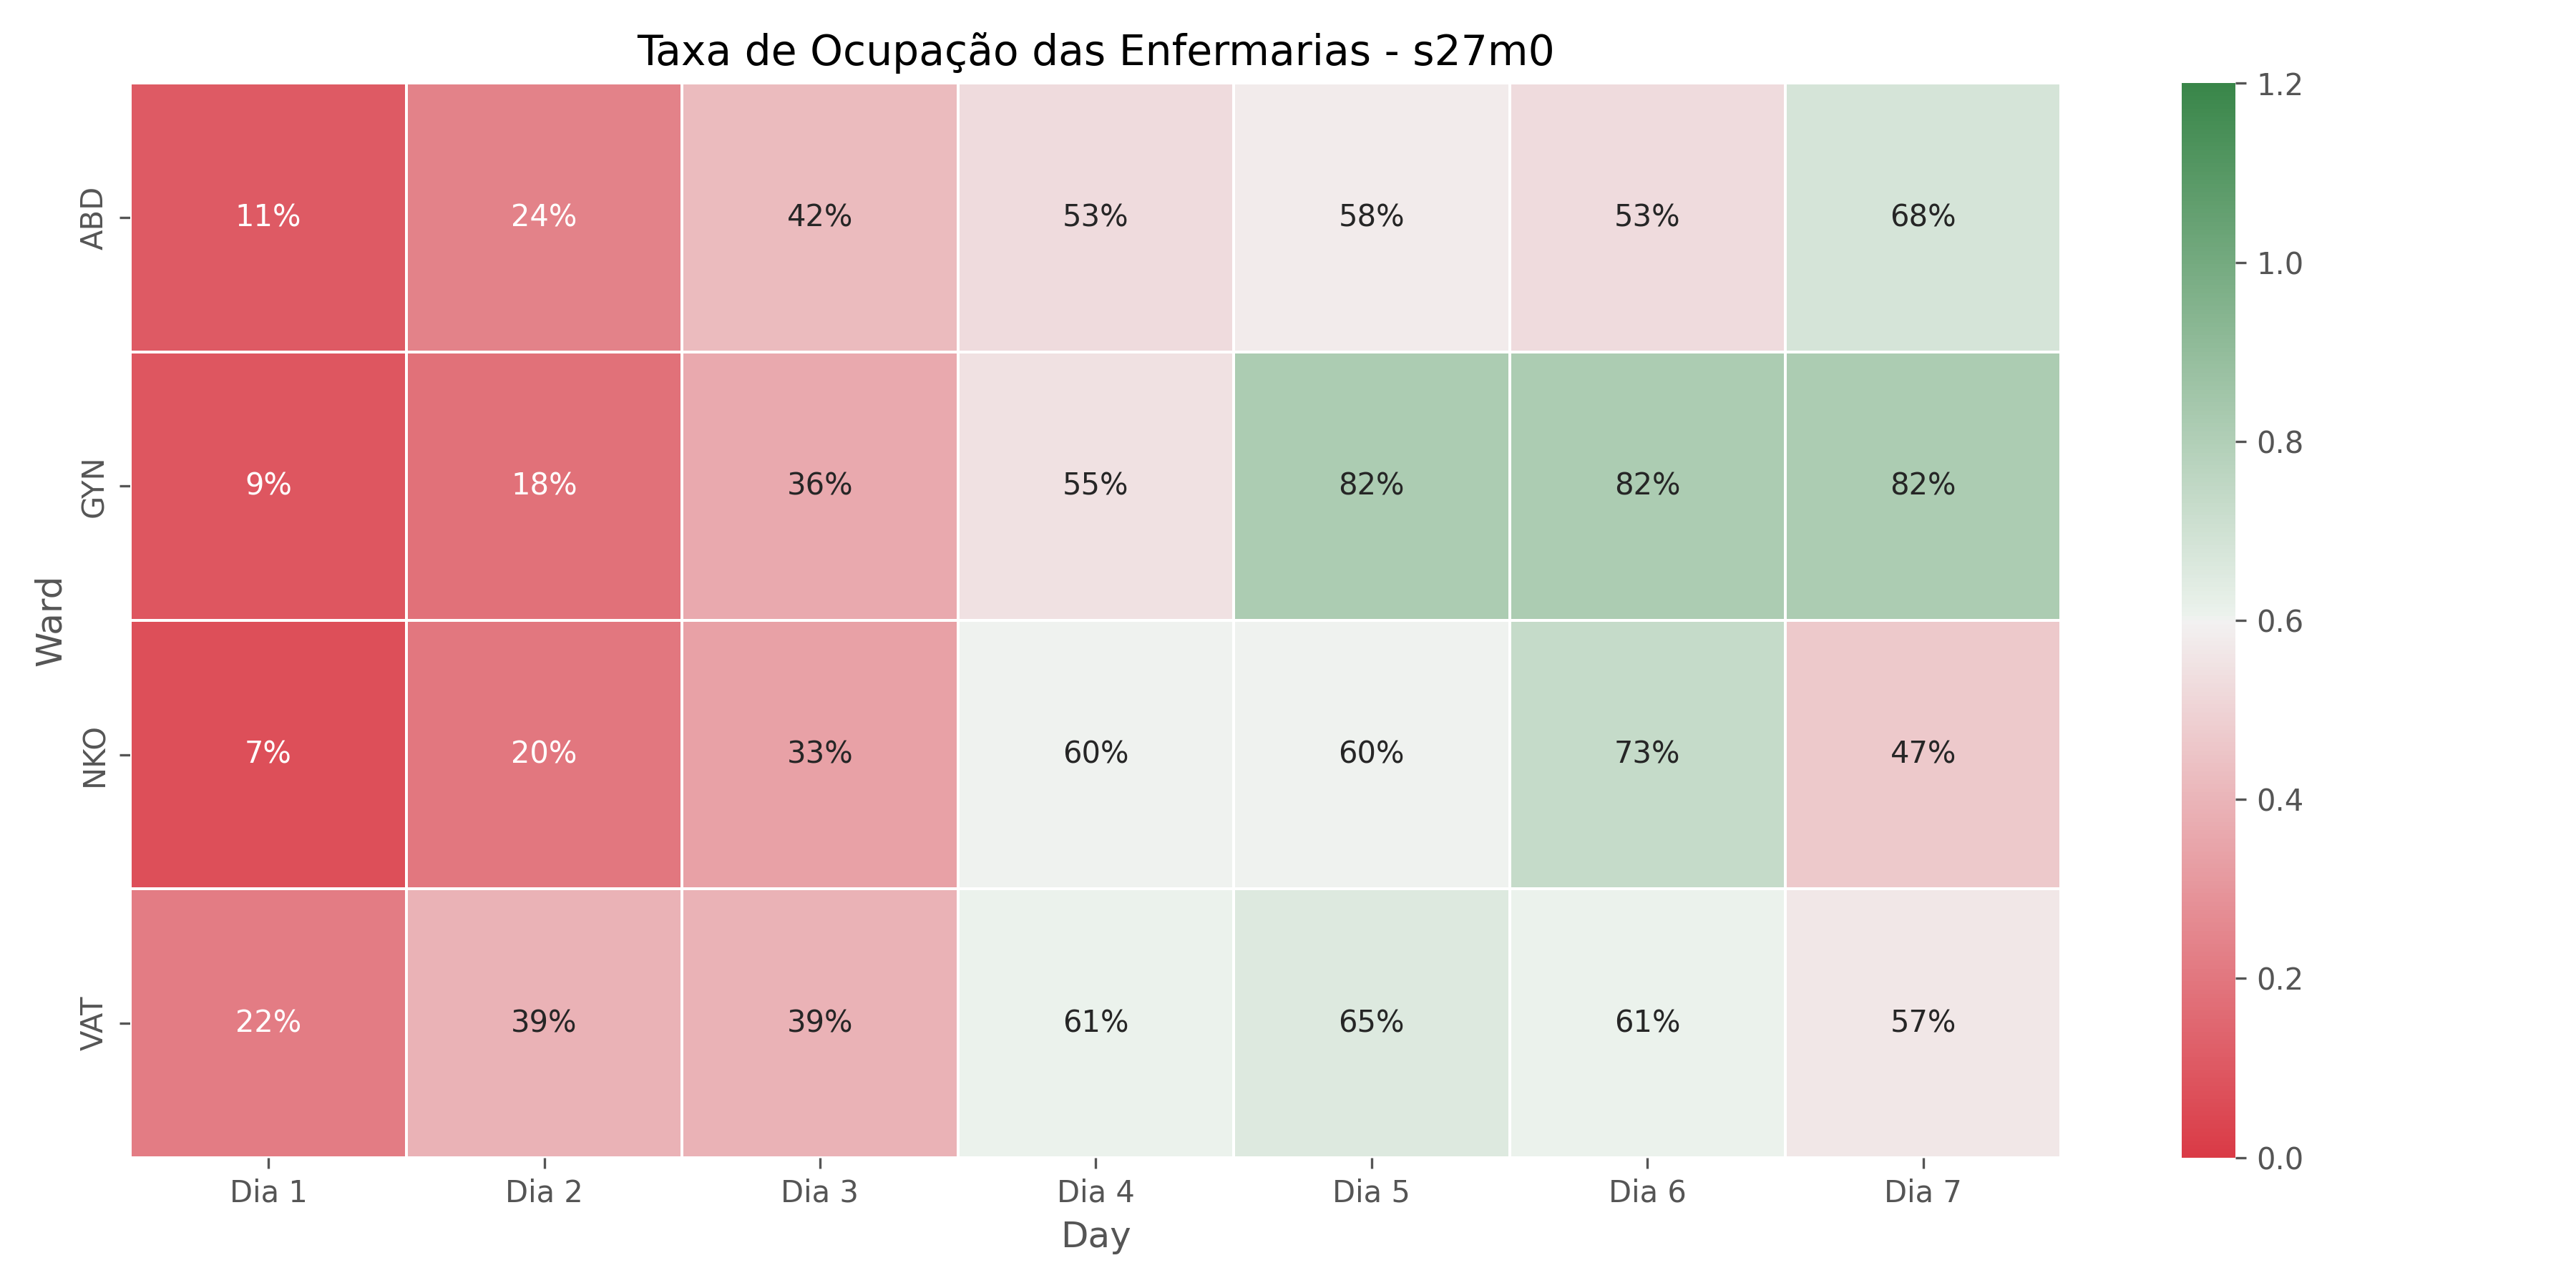 Taxa de Ocupação das Enfermarias - s27m0
Ward
ABD 11% 24% 42% 53% 58% 53% 68%
GYN 9% 18% 36% 55% 82% 82% 82%
NKO 7% 20% 33% 60% 60% 73% 47%
VAT 22% 39% 39% 61% 65% 61% 57%
Dia 1 Dia 2 Dia 3 Dia 4 Dia 5 Dia 6 Dia 7
Day
1.2
1.0
0.8
0.6
0.4
0.2
0.0